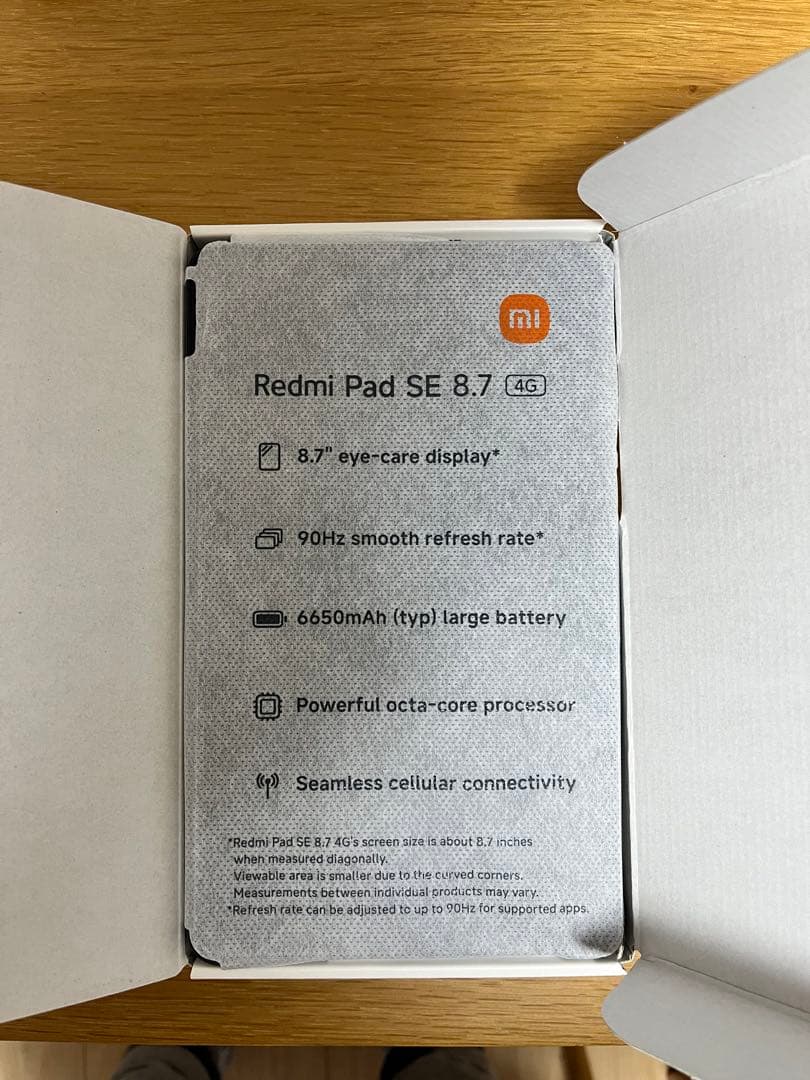 mi
Redmi Pad SE 8.7 4G
8.7" eye-care display*
90Hz smooth refresh rate*
6650mAh (typ) large battery
Powerful octa-core processor
Seamless cellular connectivity
*Redmi Pad SE 8.7 4G's screen size is about 8.7 inches
when measured diagonally.
Viewable area is smaller due to the curved corners.
Measurements between individual products may vary.
*Refresh rate can be adjusted to up to 90Hz for supported apps.